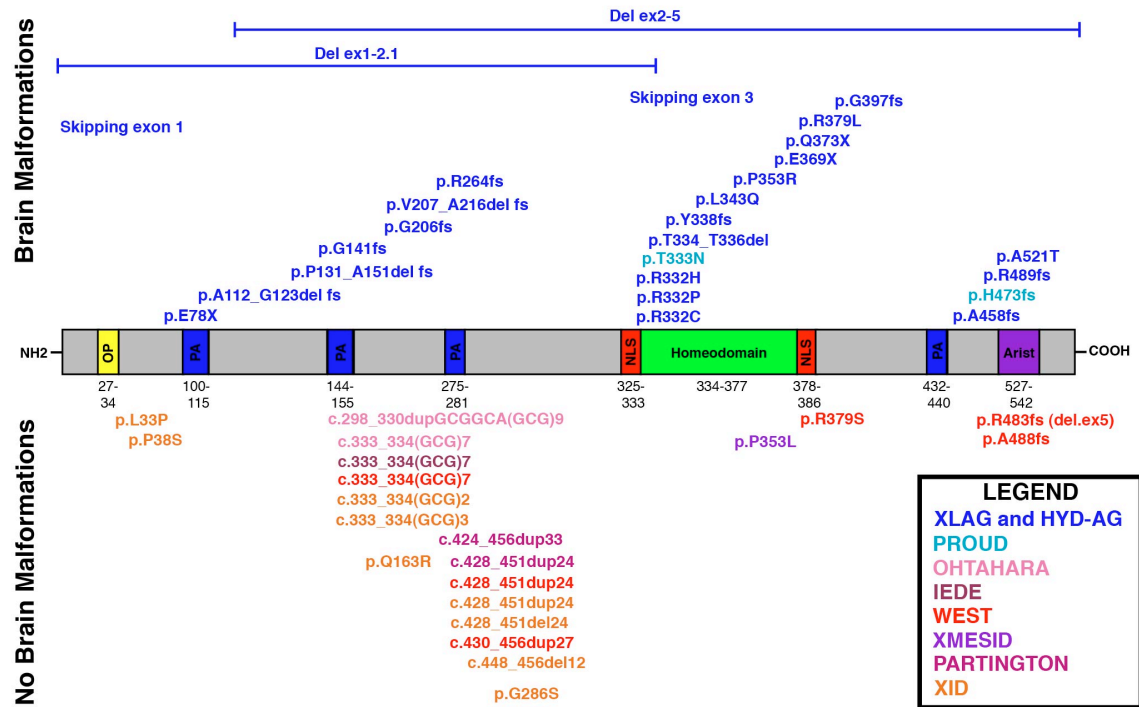 Brain Malformations
Del ex2-5
Del ex1-2.1
Skipping exon 3
p.G397fs
Skipping exon 1
p.R379L
p.Q373X
p.E369X
p.R264fs
p.P353R
p.V207_A216del fs
p.L343Q
p.G206fs
p.Y338fs
p.G141fs
p.T334_T336del
p.A521T
p.P131_A151del fs
p.T333N
p.R489fs
p.A112_G123del fs
p.R332H
p.H473fs
p.R332P
p.E78X
p.R332C
p.A458fs
NH2
OP
PA
PA
PA
NLS
Homeodomain
NLS
PA
Arist
COOH
27-
34
100-
115
144-
155
275-
281
325-
333
334-377
378-
386
432-
440
527-
542
No Brain Malformations
p.L33P
p.P38S
c.298_330dupGCGGCA(GCG)9
c.333_334(GCG)7
c.333_334(GCG)7
c.333_334(GCG)7
c.333_334(GCG)2
c.333_334(GCG)3
c.424_456dup33
p.Q163R
c.428_451dup24
c.428_451dup24
c.428_451dup24
c.428_451del24
c.430_456dup27
c.448_456del12
p.G286S
p.P353L
p.R379S
p.R483fs (del.ex5)
p.A488fs
LEGEND
XLAG and HYD-AG
PROUD
OHTAHARA
IEDE
WEST
XMESID
PARTINGTON
XID